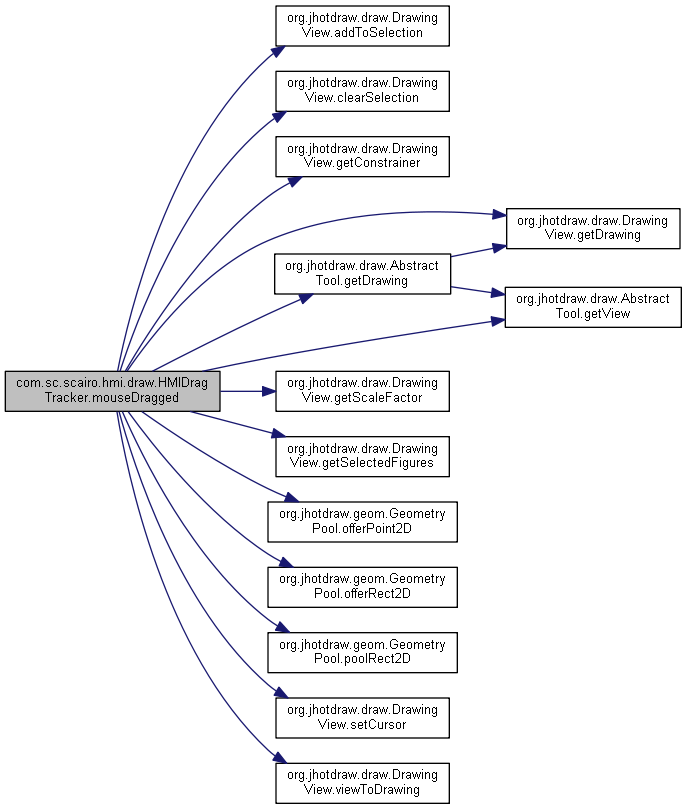 org.jhotdraw.draw.Drawing
View.addToSelection
org.jhotdraw.draw.Drawing
View.clearSelection
org.jhotdraw.draw.Drawing
View.getConstrainer
org.jhotdraw.draw.Drawing
View.getDrawing
org.jhotdraw.draw.Abstract
Tool.getDrawing
org.jhotdraw.draw.Abstract
Tool.getView
com.sc.scairo.hmi.draw.HMIDrag
Tracker.mouseDragged
org.jhotdraw.draw.Drawing
View.getScaleFactor
org.jhotdraw.draw.Drawing
View.getSelectedFigures
org.jhotdraw.geom.Geometry
Pool.offerPoint2D
org.jhotdraw.geom.Geometry
Pool.offerRect2D
org.jhotdraw.geom.Geometry
Pool.poolRect2D
org.jhotdraw.draw.Drawing
View.setCursor
org.jhotdraw.draw.Drawing
View.viewToDrawing